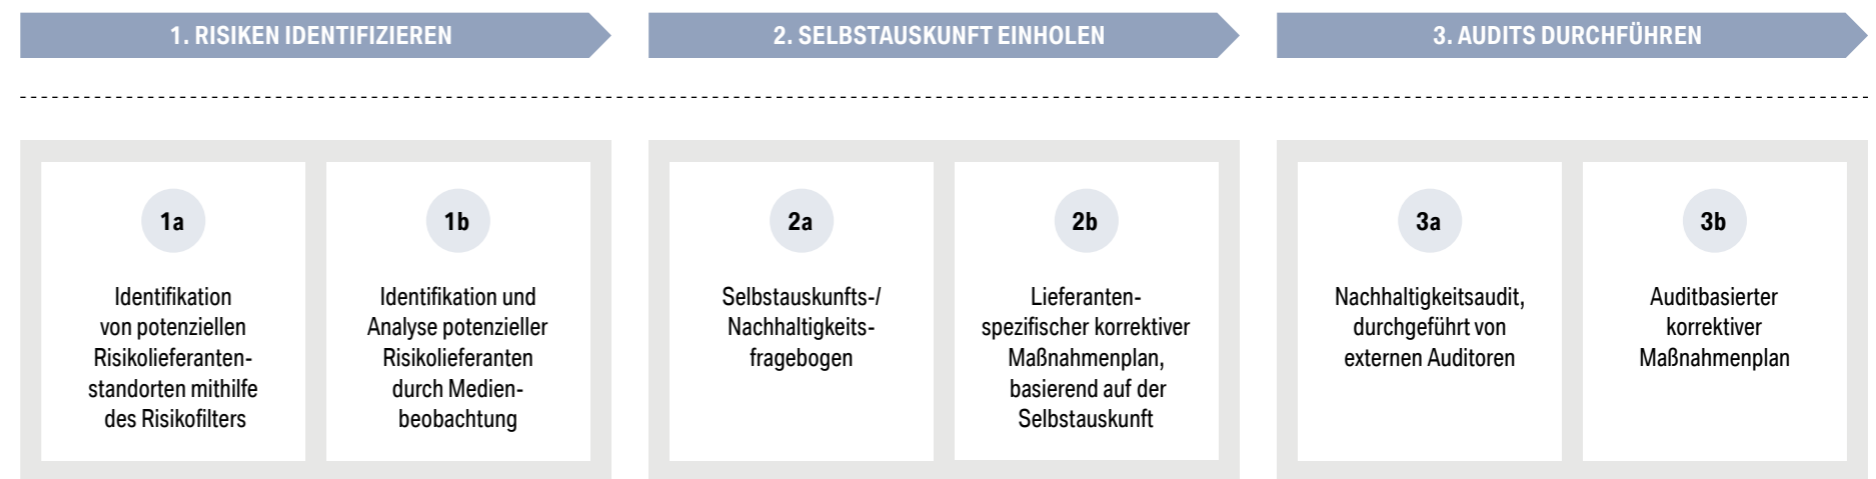 1. RISIKEN IDENTIFIZIEREN
2. SELBSTAUSKUNFT EINHOLEN
3. AUDITS DURCHFÜHREN
1a
Identifikation
von potenziellen
Risikolieferanten-
standorten mithilfe
des Risikofilters
1b
Identifikation und
Analyse potenzieller
Risikolieferanten
durch Medien-
beobachtung
2a
Selbstauskunfts-/
Nachhaltigkeits-
fragebogen
2b
Lieferanten-
spezifischer korrektiver
Maßnahmenplan,
basierend auf der
Selbstauskunft
3a
Nachhaltigkeitsaudit,
durchgeführt von
externen Auditoren
3b
Auditbasierter
korrektiver
Maßnahmenplan